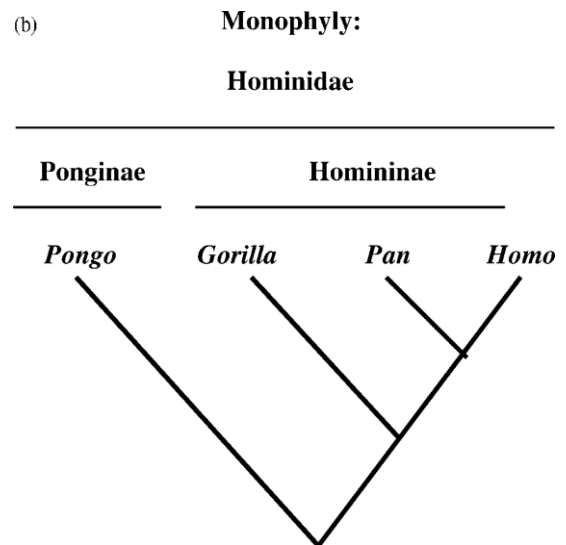 (b) Monophyly:
Hominidae
Ponginae Homininae
Pongo Gorilla Pan Homo